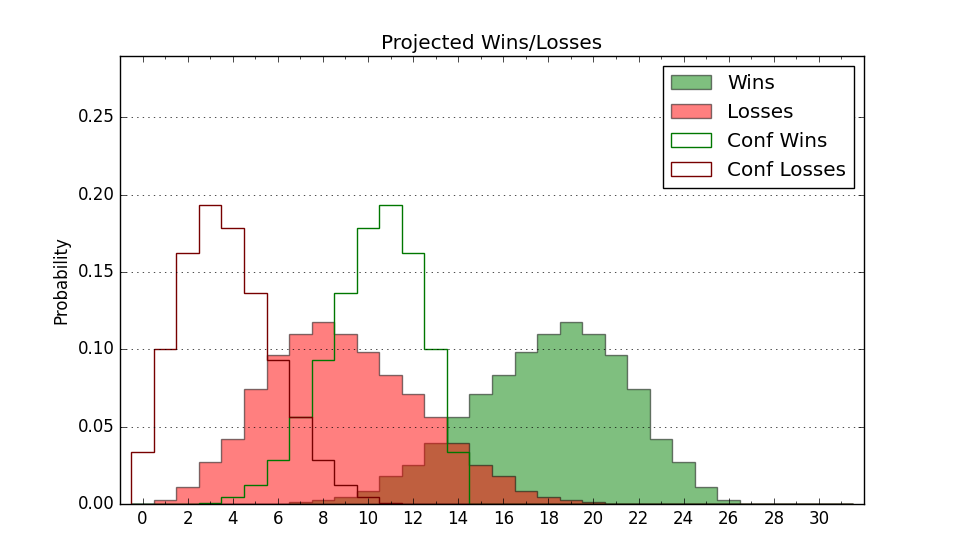 Projected Wins/Losses
Wins
Losses
Conf Wins
Conf Losses
Probability
0.25
0.20
0.15
0.10
0.05
0.00
0 2 4 6 8 10 12 14 16 18 20 22 24 26 28 30